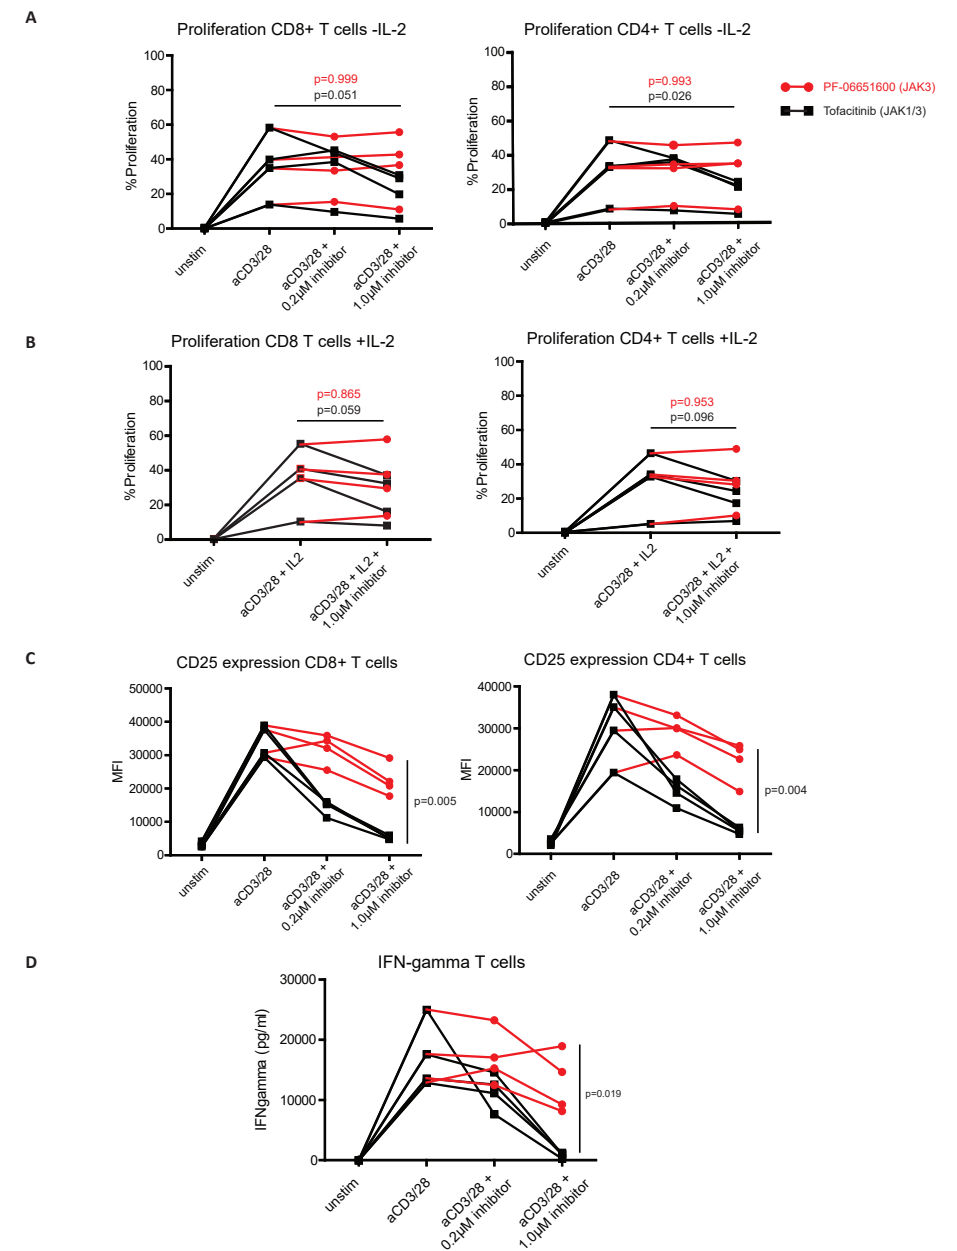 A
Proliferation CD8+ T cells -IL-2
Proliferation CD4+ T cells -IL-2
% Proliferation
100
80
60
40
20
0
p=0.999
p=0.051
unstim
aCD3/28
aCD3/28 +
0.2µM inhibitor
aCD3/28 +
1.0µM inhibitor
% Proliferation
100
80
60
40
20
0
p=0.993
p=0.026
unstim
aCD3/28
aCD3/28 +
0.2µM inhibitor
aCD3/28 +
1.0µM inhibitor
PF-06651600 (JAK3)
Tofacitinib (JAK1/3)
B
Proliferation CD8 T cells +IL-2
Proliferation CD4+ T cells +IL-2
% Proliferation
100
80
60
40
20
0
p=0.865
p=0.059
unstim
aCD3/28 + IL2
aCD3/28 + IL2 +
1.0µM inhibitor
% Proliferation
100
80
60
40
20
0
p=0.953
p=0.096
unstim
aCD3/28 + IL2
aCD3/28 + IL2 +
1.0µM inhibitor
C
CD25 expression CD8+ T cells
CD25 expression CD4+ T cells
MFI
50000
40000
30000
20000
10000
0
p=0.005
unstim
aCD3/28
aCD3/28 +
0.2µM inhibitor
aCD3/28 +
1.0µM inhibitor
MFI
40000
30000
20000
10000
0
p=0.004
unstim
aCD3/28
aCD3/28 +
0.2µM inhibitor
aCD3/28 +
1.0µM inhibitor
D
IFN-gamma T cells
IFNgamma (pg/ml)
30000
20000
10000
0
p=0.019
unstim
aCD3/28
aCD3/28 +
0.2µM inhibitor
aCD3/28 +
1.0µM inhibitor